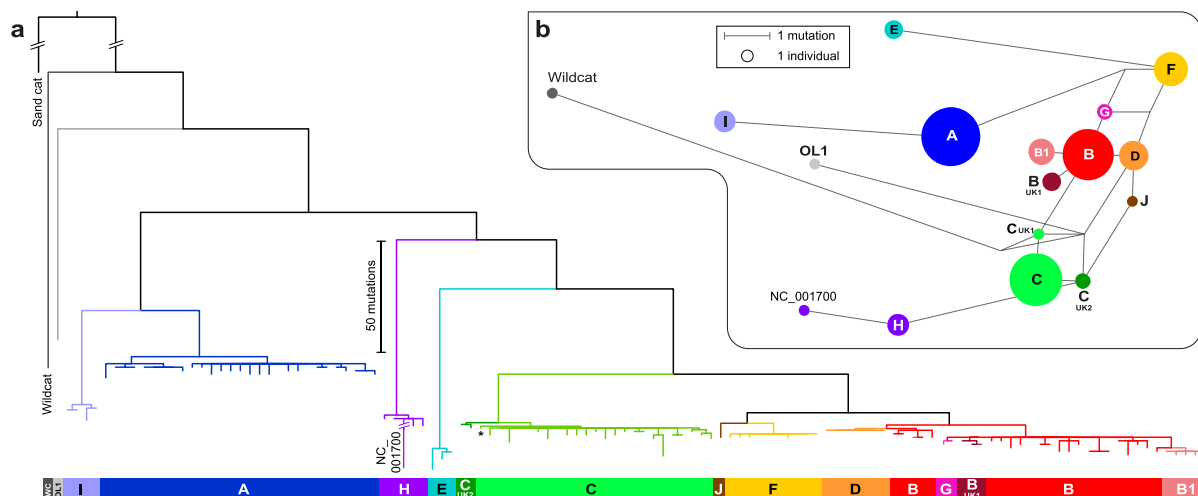 a
Sand cat
Wildcat
50 mutations
NC_
001700
*
b
1 mutation
1 individual
E
F
Wildcat
G
I
A
OL1
B1
B
D
B
UK1
J
C UK1
C
C
UK2
NC_001700
H
WC
OL1
I
A
H
E
C
UK2
C
J
F
D
B
G
B
UK1
B
B1